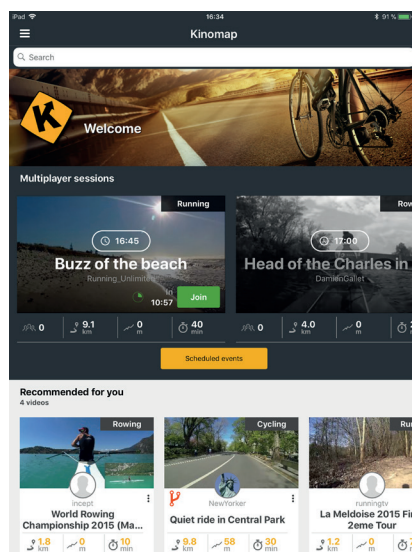 iPad 16:34 91 %
Kinomap
Search
K
Welcome
Multiplayer sessions
Running
16:45
Buzz of the beach
Running_Unlimited
In
10:57
Join
0
9.1
km
0
m
40
min
Row
17:00
Head of the Charles in
DamienGallet
0
4.0
km
0
m
Scheduled events
Recommended for you
4 videos
Rowing
incept
World Rowing
Championship 2015 (Ma...
1.8
km
0
m
10
min
Cycling
NewYorker
Quiet ride in Central Park
9.8
km
58
m
30
min
Ru
runningtv
La Meldoise 2015 Fi
2eme Tour
1.2
km
0
m